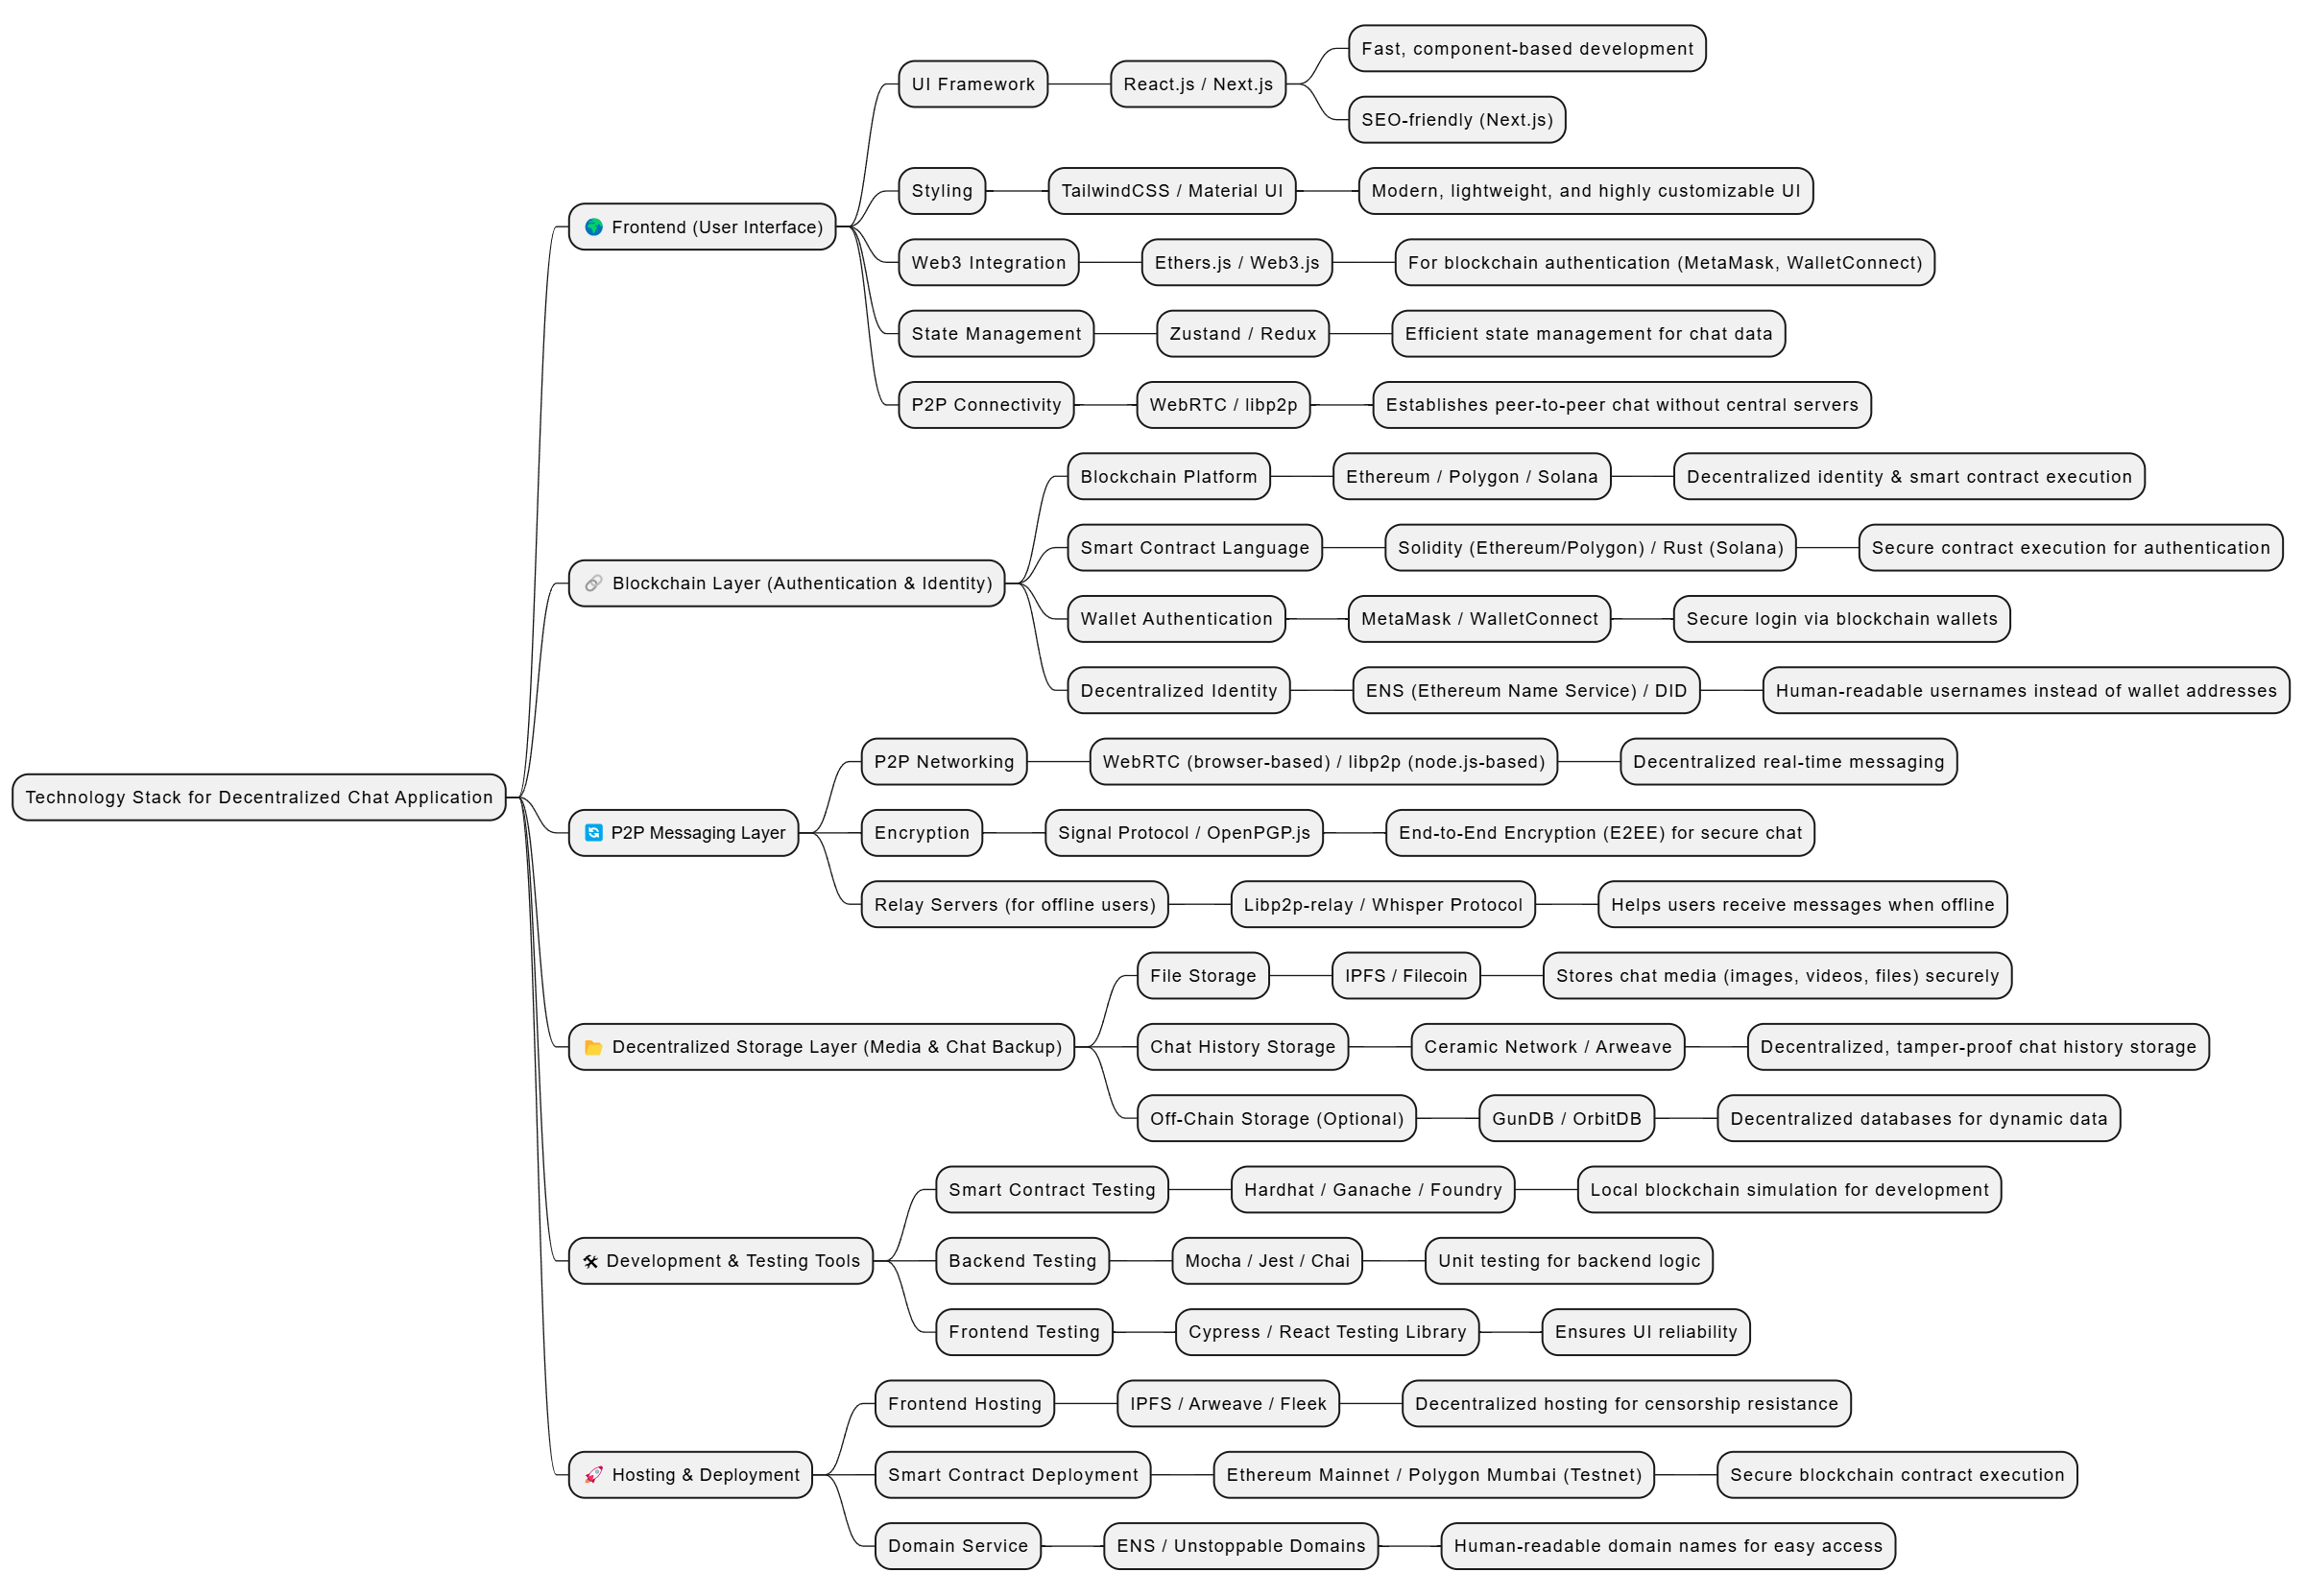 Technology Stack for Decentralized Chat Application
🌍 Frontend (User Interface)
UI Framework
React.js / Next.js
Fast, component-based development
SEO-friendly (Next.js)
Styling
TailwindCSS / Material UI
Modern, lightweight, and highly customizable UI
Web3 Integration
Ethers.js / Web3.js
For blockchain authentication (MetaMask, WalletConnect)
State Management
Zustand / Redux
Efficient state management for chat data
P2P Connectivity
WebRTC / libp2p
Establishes peer-to-peer chat without central servers
🔗 Blockchain Layer (Authentication & Identity)
Blockchain Platform
Ethereum / Polygon / Solana
Decentralized identity & smart contract execution
Smart Contract Language
Solidity (Ethereum/Polygon) / Rust (Solana)
Secure contract execution for authentication
Wallet Authentication
MetaMask / WalletConnect
Secure login via blockchain wallets
Decentralized Identity
ENS (Ethereum Name Service) / DID
Human-readable usernames instead of wallet addresses
🔄 P2P Messaging Layer
P2P Networking
WebRTC (browser-based) / libp2p (node.js-based)
Decentralized real-time messaging
Encryption
Signal Protocol / OpenPGP.js
End-to-End Encryption (E2EE) for secure chat
Relay Servers (for offline users)
Libp2p-relay / Whisper Protocol
Helps users receive messages when offline
📂 Decentralized Storage Layer (Media & Chat Backup)
File Storage
IPFS / Filecoin
Stores chat media (images, videos, files) securely
Chat History Storage
Ceramic Network / Arweave
Decentralized, tamper-proof chat history storage
Off-Chain Storage (Optional)
GunDB / OrbitDB
Decentralized databases for dynamic data
🛠 Development & Testing Tools
Smart Contract Testing
Hardhat / Ganache / Foundry
Local blockchain simulation for development
Backend Testing
Mocha / Jest / Chai
Unit testing for backend logic
Frontend Testing
Cypress / React Testing Library
Ensures UI reliability
🚀 Hosting & Deployment
Frontend Hosting
IPFS / Arweave / Fleek
Decentralized hosting for censorship resistance
Smart Contract Deployment
Ethereum Mainnet / Polygon Mumbai (Testnet)
Secure blockchain contract execution
Domain Service
ENS / Unstoppable Domains
Human-readable domain names for easy access